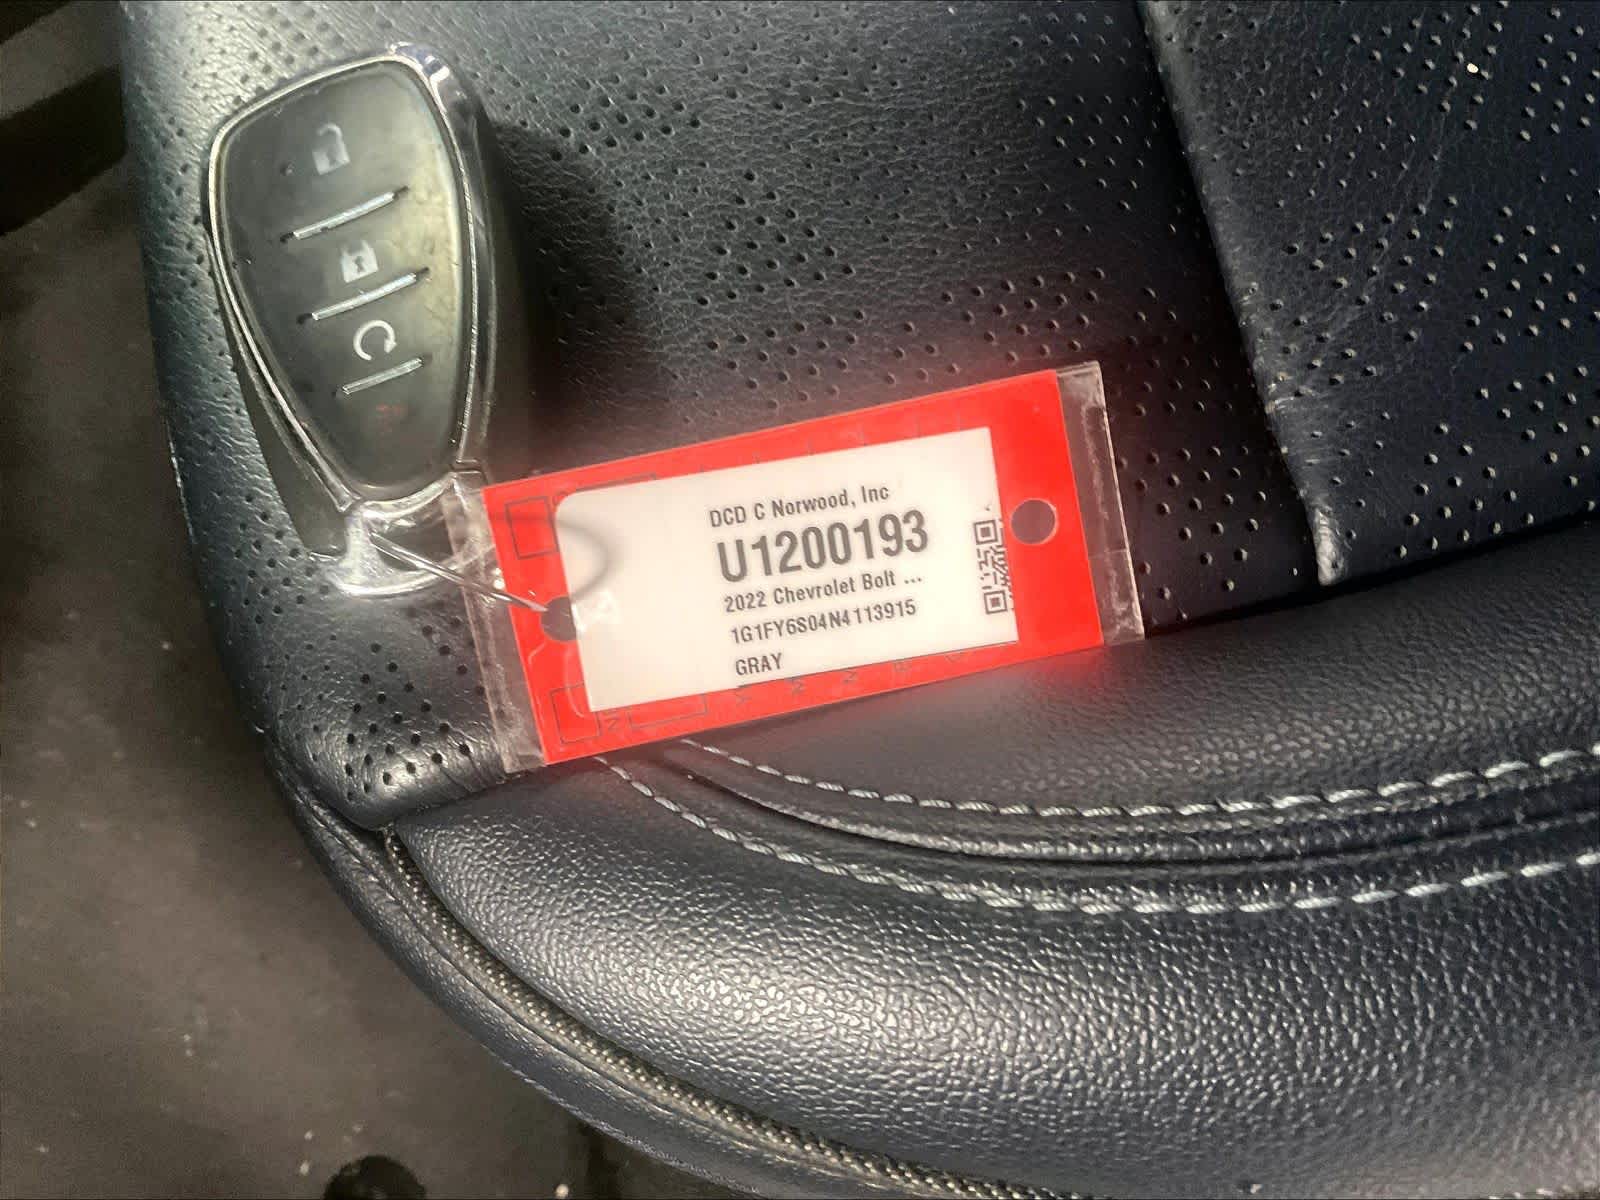 DCD C Norwood, Inc
U1200193
2022 Chevrolet Bolt ...
1G1FY6S04N4113915
GRAY